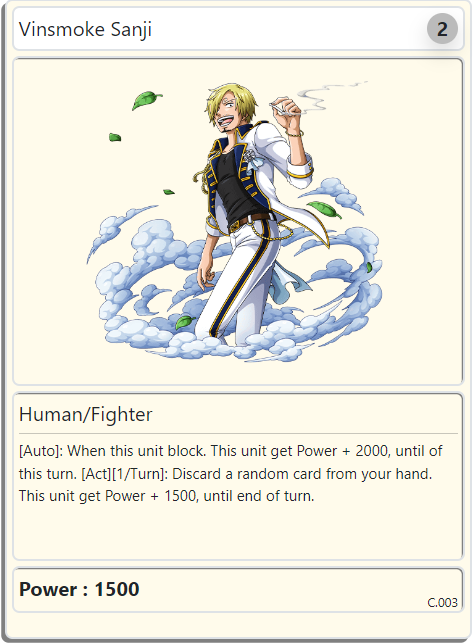 Vinsmoke Sanji
2
Human/Fighter
[Auto]: When this unit block. This unit get Power + 2000, until of
this turn. [Act][1/Turn]: Discard a random card from your hand.
This unit get Power + 1500, until end of turn.
Power : 1500
C.003